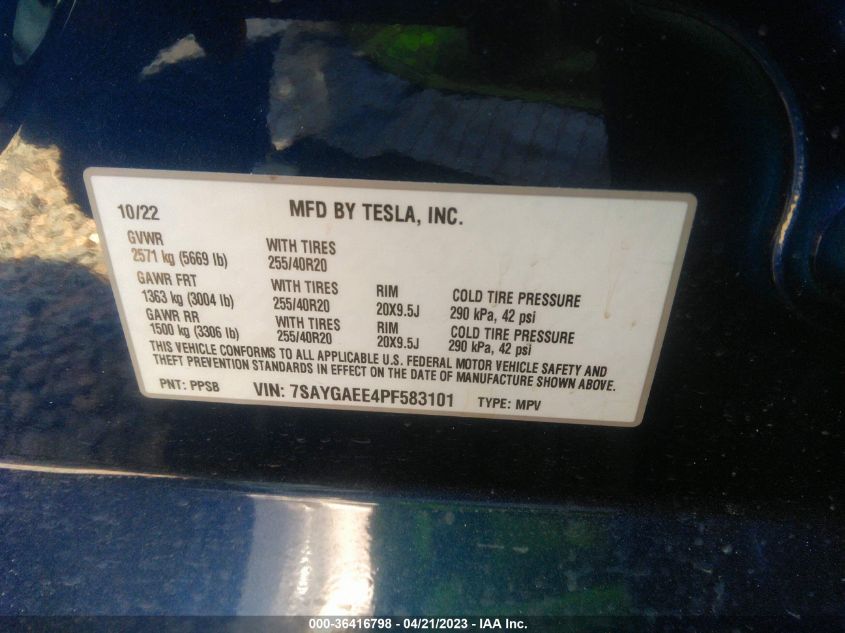 10/22 MFD BY TESLA, INC.
GVWR
2571 kg (5669 lb) WITH TIRES 255/40R20
GAWR FRT
1363 kg (3004 lb) WITH TIRES 255/40R20 RIM 20X9.5J COLD TIRE PRESSURE 290 kPa, 42 psi
GAWR RR
1500 kg (3306 lb) WITH TIRES 255/40R20 RIM 20X9.5J COLD TIRE PRESSURE 290 kPa, 42 psi
THIS VEHICLE CONFORMS TO ALL APPLICABLE U.S. FEDERAL MOTOR VEHICLE SAFETY AND
THEFT PREVENTION STANDARDS IN EFFECT ON THE DATE OF MANUFACTURE SHOWN ABOVE.
PNT: PPSB VIN: 7SAYGAEE4PF583101 TYPE: MPV
000-36416798 - 04/21/2023 - IAA Inc.